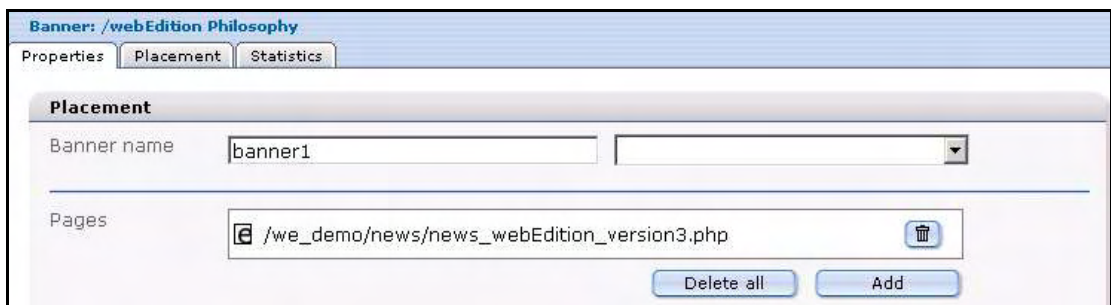 Banner: /webEdition Philosophy
Properties Placement Statistics
Placement
Banner name banner1
Pages /we_demo/news/news_webEdition_version3.php
Delete all Add